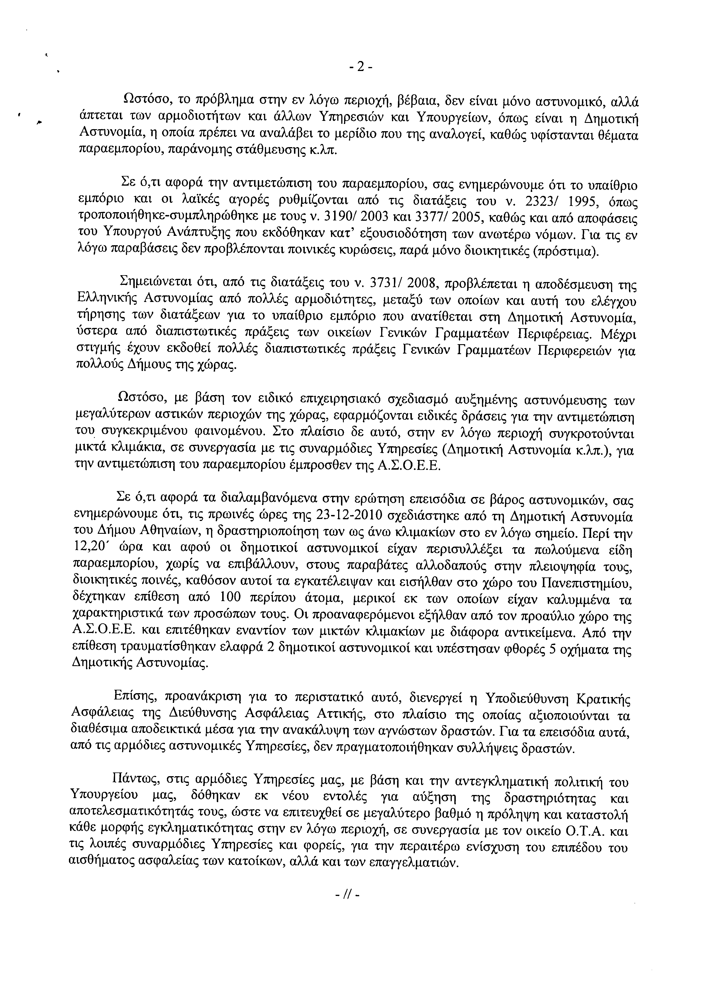 - 2 -
Ωστόσο, το πρόβλημα στην εν λόγω περιοχή, βέβαια, δεν είναι μόνο αστυνομικό, αλλά
άπτεται των αρμοδιοτήτων και άλλων Υπηρεσιών και Υπουργείων, όπως είναι η Δημοτική
Αστυνομία, η οποία πρέπει να αναλάβει το μερίδιο που της αναλογεί, καθώς υφίστανται θέματα
παραεμπορίου, παράνομης στάθμευσης κ.λπ.
Σε ό,τι αφορά την αντιμετώπιση του παραεμπορίου, σας ενημερώνουμε ότι το υπαίθριο
εμπόριο και οι λαϊκές αγορές ρυθμίζονται από τις διατάξεις του ν. 2323/ 1995, όπως
τροποποιήθηκε-συμπληρώθηκε με τους ν. 3190/ 2003 και 3377/ 2005, καθώς και από αποφάσεις
του Υπουργού Ανάπτυξης που εκδόθηκαν κατ’ εξουσιοδότηση των ανωτέρω νόμων. Για τις εν
λόγω παραβάσεις δεν προβλέπονται ποινικές κυρώσεις, παρά μόνο διοικητικές (πρόστιμα).
Σημειώνεται ότι, από τις διατάξεις του ν. 3731/ 2008, προβλέπεται η αποδέσμευση της
Ελληνικής Αστυνομίας από πολλές αρμοδιότητες, μεταξύ των οποίων και αυτή του ελέγχου
τήρησης των διατάξεων για το υπαίθριο εμπόριο που ανατίθεται στη Δημοτική Αστυνομία,
ύστερα από διαπιστωτικές πράξεις των οικείων Γενικών Γραμματέων Περιφέρειας. Μέχρι
στιγμής έχουν εκδοθεί πολλές διαπιστωτικές πράξεις Γενικών Γραμματέων Περιφερειών για
πολλούς Δήμους της χώρας.
Ωστόσο, με βάση τον ειδικό επιχειρησιακό σχεδιασμό αυξημένης αστυνόμευσης των
μεγαλύτερων αστικών περιοχών της χώρας, εφαρμόζονται ειδικές δράσεις για την αντιμετώπιση
του συγκεκριμένου φαινομένου. Στο πλαίσιο δε αυτό, στην εν λόγω περιοχή συγκροτούνται
μικτά κλιμάκια, σε συνεργασία με τις συναρμόδιες Υπηρεσίες (Δημοτική Αστυνομία κ.λπ.), για
την αντιμετώπιση του παραεμπορίου έμπροσθεν της Α.Σ.Ο.Ε.Ε.
Σε ό,τι αφορά τα διαλαμβανόμενα στην ερώτηση επεισόδια σε βάρος αστυνομικών, σας
ενημερώνουμε ότι, τις πρωινές ώρες της 23-12-2010 σχεδιάστηκε από τη Δημοτική Αστυνομία
του Δήμου Αθηναίων, η δραστηριοποίηση των ως άνω κλιμακίων στο εν λόγω σημείο. Περί την
12,20΄ ώρα και αφού οι δημοτικοί αστυνομικοί είχαν περισυλλέξει τα πωλούμενα είδη
παραεμπορίου, χωρίς να επιβάλλουν, στους παραβάτες αλλοδαπούς στην πλειοψηφία τους,
διοικητικές ποινές, καθόσον αυτοί τα εγκατέλειψαν και εισήλθαν στο χώρο του Πανεπιστημίου,
δέχτηκαν επίθεση από 100 περίπου άτομα, μερικοί εκ των οποίων είχαν καλυμμένα τα
χαρακτηριστικά των προσώπων τους. Οι προαναφερόμενοι εξήλθαν από τον προαύλιο χώρο της
Α.Σ.Ο.Ε.Ε. και επιτέθηκαν εναντίον των μικτών κλιμακίων με διάφορα αντικείμενα. Από την
επίθεση τραυματίσθηκαν ελαφρά 2 δημοτικοί αστυνομικοί και υπέστησαν φθορές 5 οχήματα της
Δημοτικής Αστυνομίας.
Επίσης, προανάκριση για το περιστατικό αυτό, διενεργεί η Υποδιεύθυνση Κρατικής
Ασφάλειας της Διεύθυνσης Ασφάλειας Αττικής, στο πλαίσιο της οποίας αξιοποιούνται τα
διαθέσιμα αποδεικτικά μέσα για την ανακάλυψη των αγνώστων δραστών. Για τα επεισόδια αυτά,
από τις αρμόδιες αστυνομικές Υπηρεσίες, δεν πραγματοποιήθηκαν συλλήψεις δραστών.
Πάντως, στις αρμόδιες Υπηρεσίες μας, με βάση και την αντεγκληματική πολιτική του
Υπουργείου μας, δόθηκαν εκ νέου εντολές για αύξηση της δραστηριότητας και
αποτελεσματικότητάς τους, ώστε να επιτευχθεί σε μεγαλύτερο βαθμό η πρόληψη και καταστολή
κάθε μορφής εγκληματικότητας στην εν λόγω περιοχή, σε συνεργασία με τον οικείο Ο.Τ.Α. και
τις λοιπές συναρμόδιες Υπηρεσίες και φορείς, για την περαιτέρω ενίσχυση του επιπέδου του
αισθήματος ασφαλείας των κατοίκων, αλλά και των επαγγελματιών.
- // -